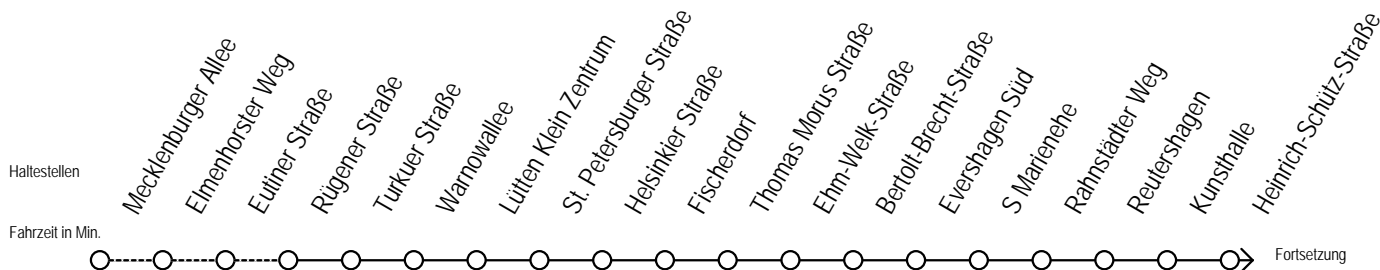 Haltestellen
Mecklenburger Allee
Elmenhorster Weg
Eutiner Straße
Rügener Straße
Turkuer Straße
Warnowallee
Lütten Klein Zentrum
St. Petersburger Straße
Helsinkier Straße
Fischerdorf
Thomas Morus Straße
Ehm-Welk-Straße
Bertolt-Brecht-Straße
Evershagen Süd
S Marienehe
Rahnstädter Weg
Reutershagen
Kunsthalle
Heinrich-Schütz-Straße
Fahrzeit in Min.
Fortsetzung